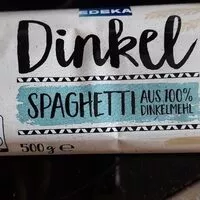 EDEKA
Dinkel
SPAGHETTI AUS 100%
DINKELMEHL
500g e